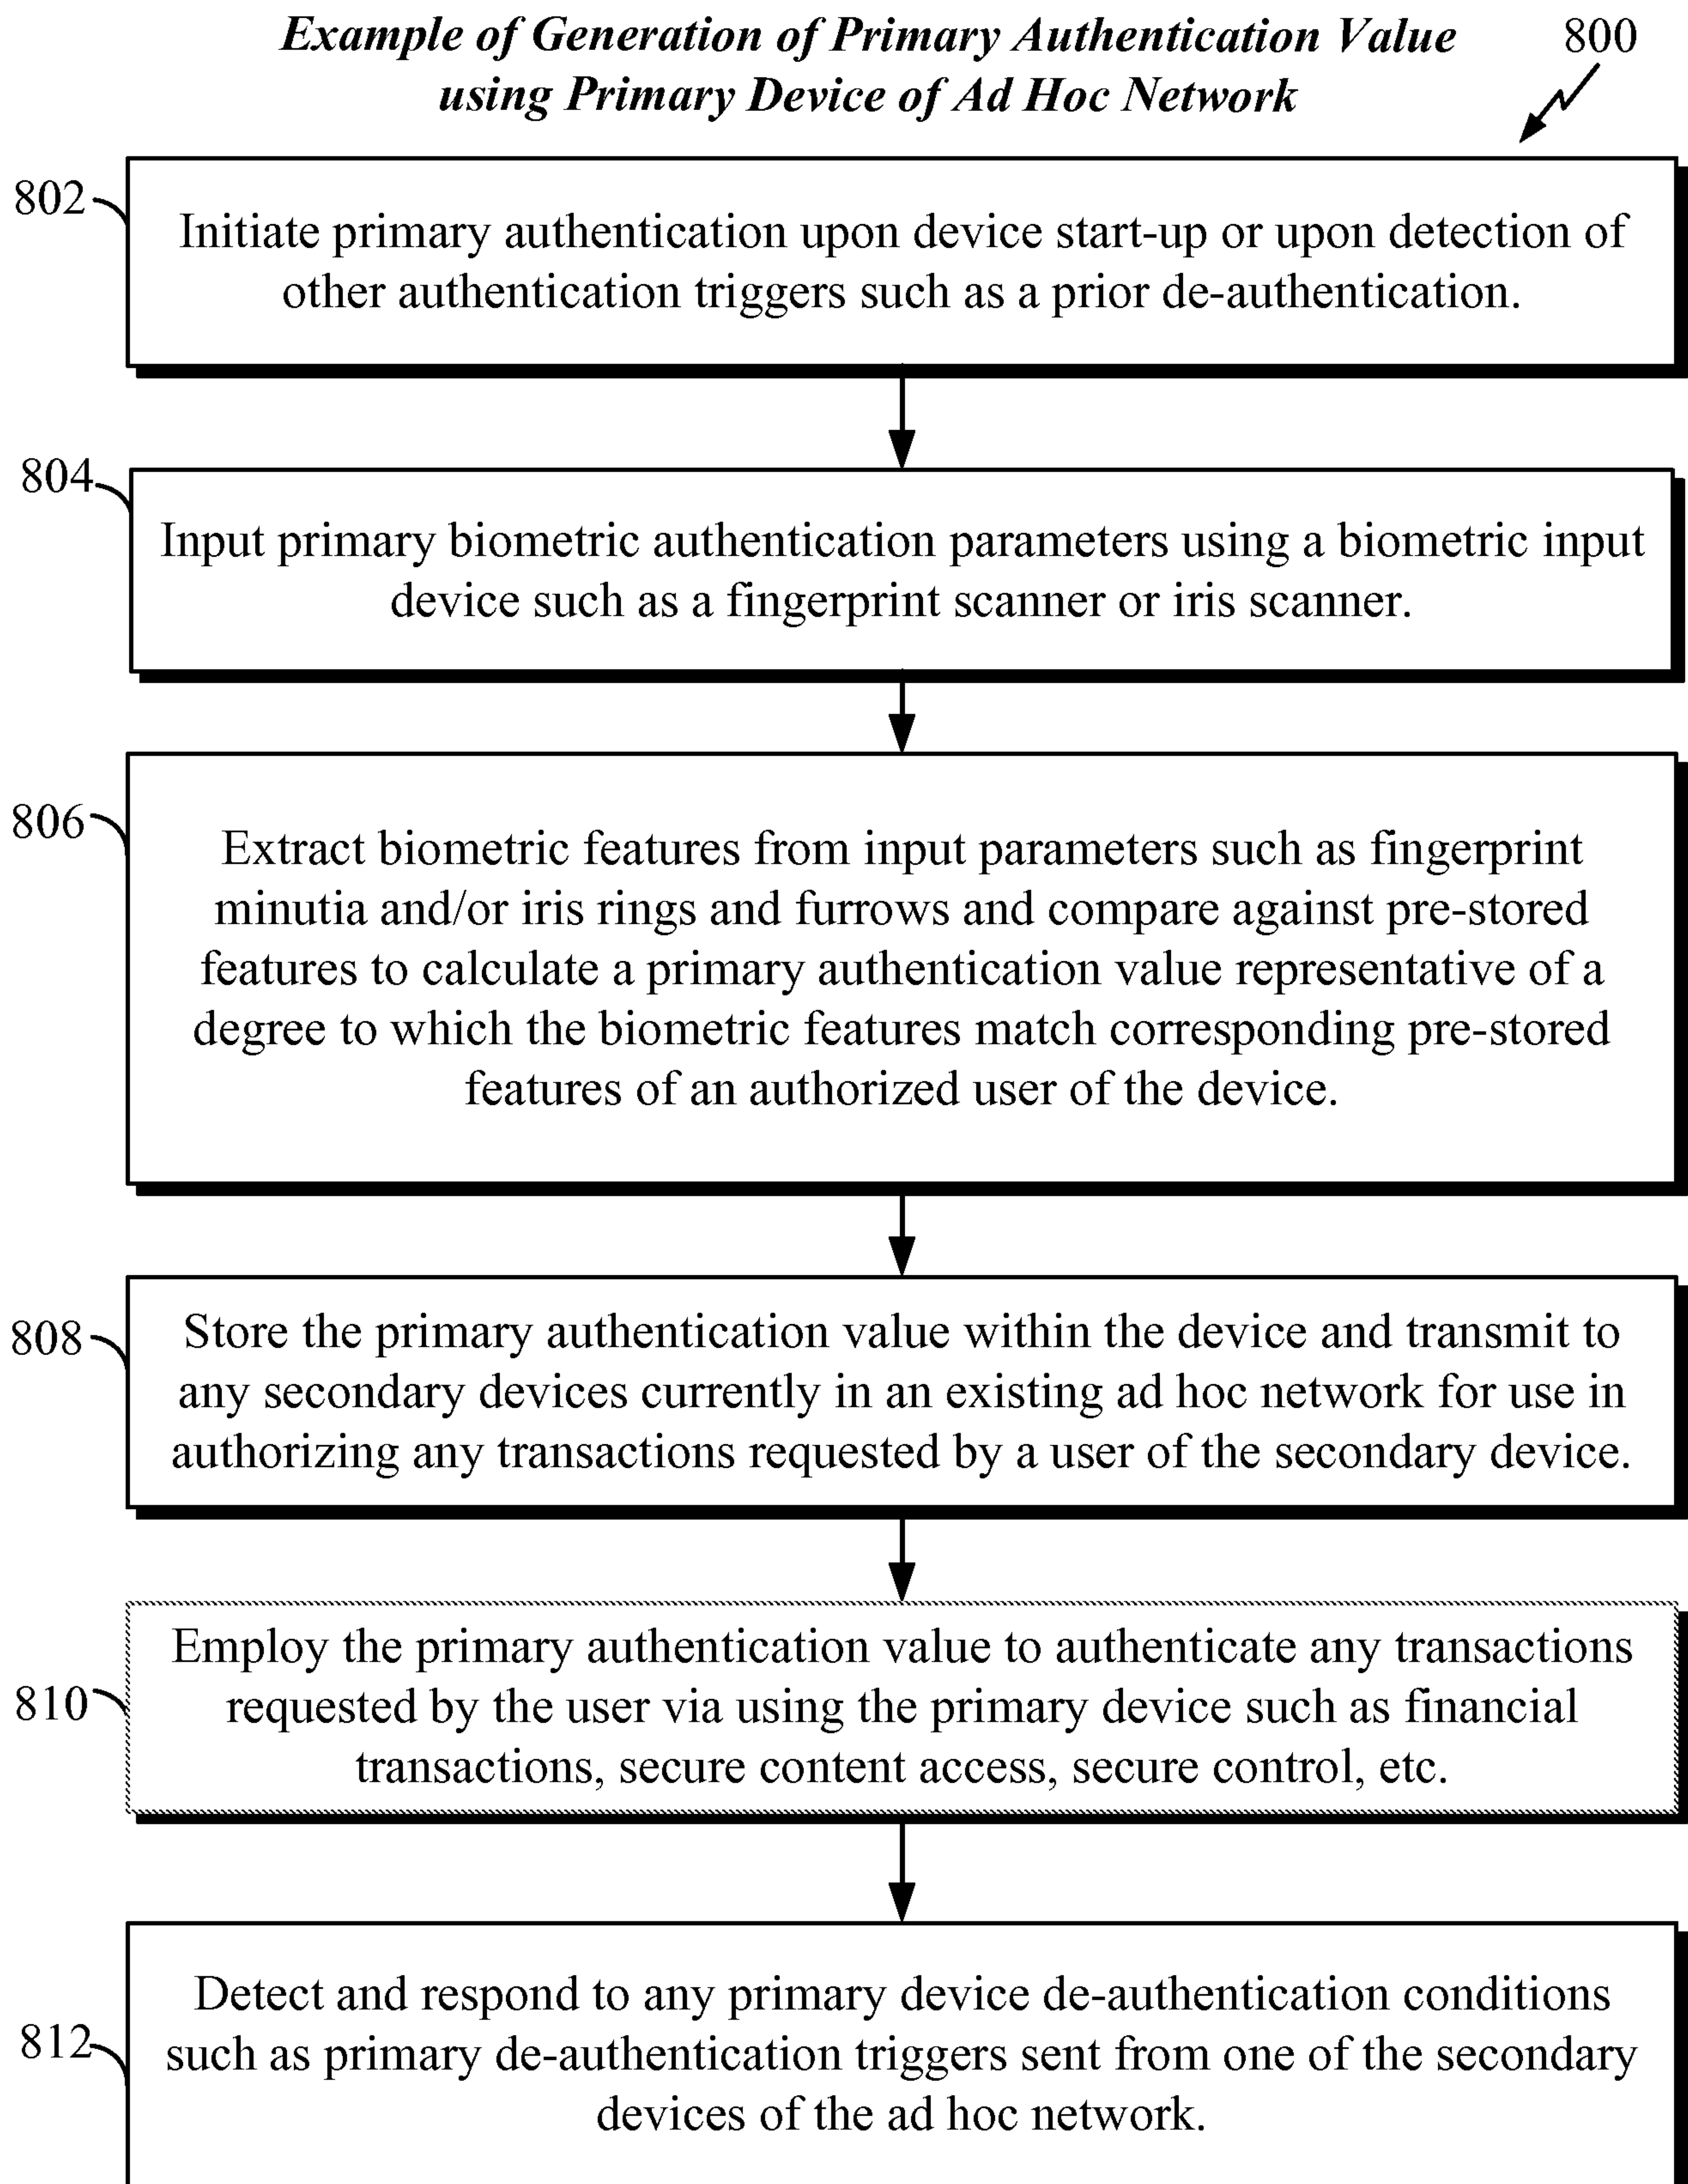 Example of Generation of Primary Authentication Value
using Primary Device of Ad Hoc Network
800
802
Initiate primary authentication upon device start-up or upon detection of
other authentication triggers such as a prior de-authentication.
804
Input primary biometric authentication parameters using a biometric input
device such as a fingerprint scanner or iris scanner.
806
Extract biometric features from input parameters such as fingerprint
minutia and/or iris rings and furrows and compare against pre-stored
features to calculate a primary authentication value representative of a
degree to which the biometric features match corresponding pre-stored
features of an authorized user of the device.
808
Store the primary authentication value within the device and transmit to
any secondary devices currently in an existing ad hoc network for use in
authorizing any transactions requested by a user of the secondary device.
810
Employ the primary authentication value to authenticate any transactions
requested by the user via using the primary device such as financial
transactions, secure content access, secure control, etc.
812
Detect and respond to any primary device de-authentication conditions
such as primary de-authentication triggers sent from one of the secondary
devices of the ad hoc network.